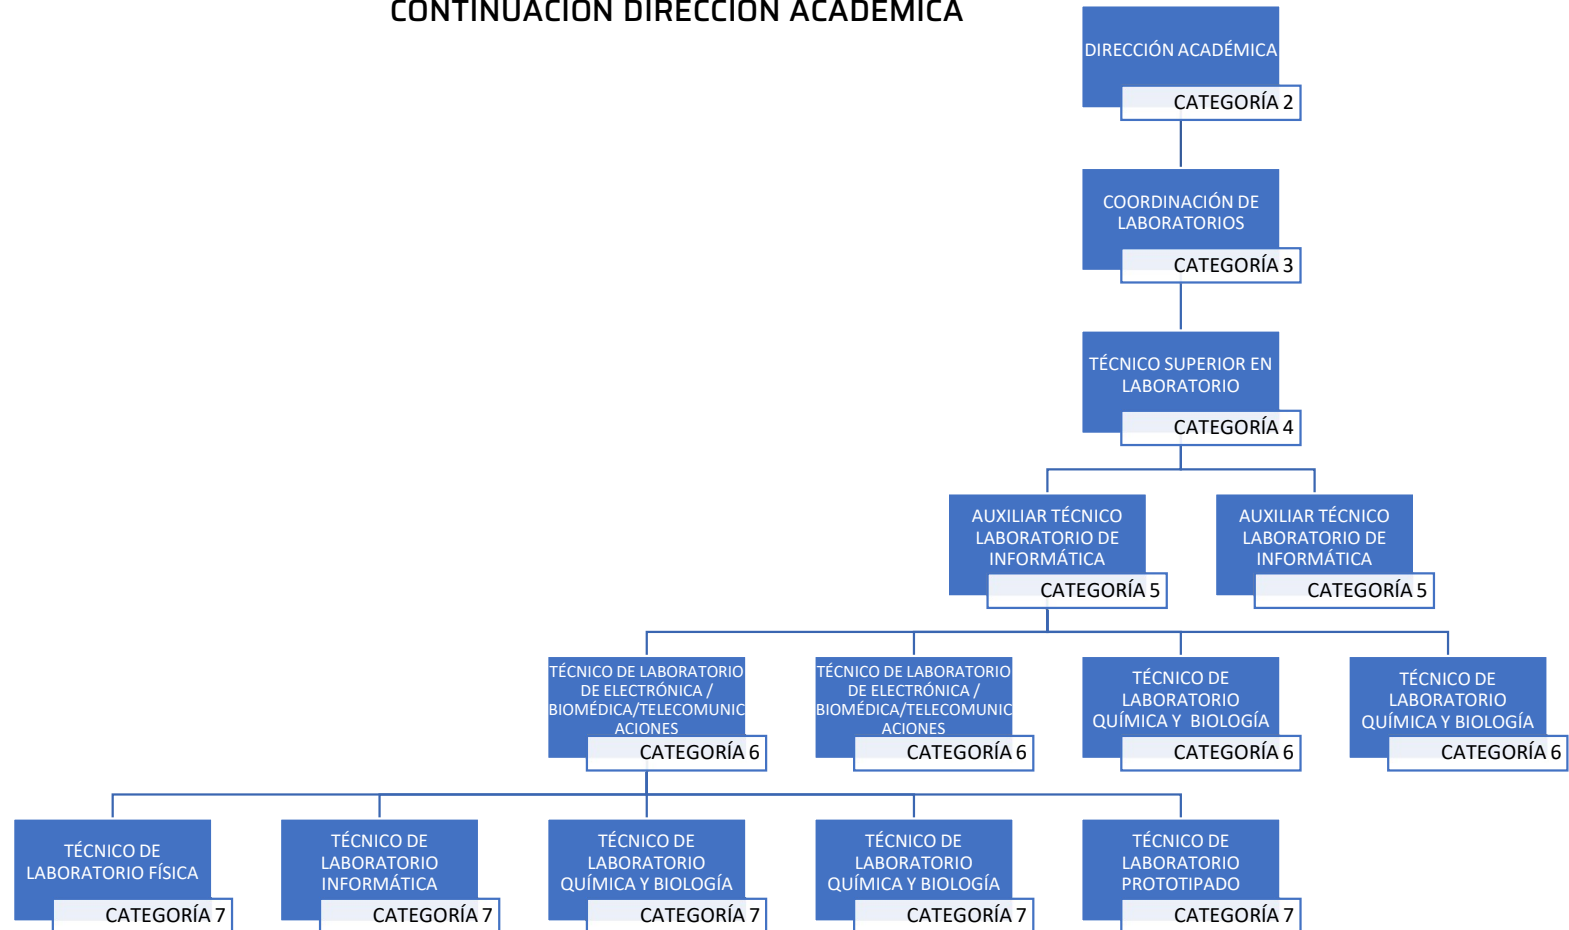 CONTINUACIÓN DIRECCIÓN ACADÉMICA
DIRECCIÓN ACADÉMICA
CATEGORÍA 2
COORDINACIÓN DE
LABORATORIOS
CATEGORÍA 3
TÉCNICO SUPERIOR EN
LABORATORIO
CATEGORÍA 4
AUXILIAR TÉCNICO
LABORATORIO DE
INFORMÁTICA
CATEGORÍA 5
AUXILIAR TÉCNICO
LABORATORIO DE
INFORMÁTICA
CATEGORÍA 5
TÉCNICO DE LABORATORIO
DE ELECTRÓNICA /
BIOMÉDICA/TELECOMUNIC
ACIONES
CATEGORÍA 6
TÉCNICO DE LABORATORIO
DE ELECTRÓNICA /
BIOMÉDICA/TELECOMUNIC
ACIONES
CATEGORÍA 6
TÉCNICO DE
LABORATORIO
QUÍMICA Y  BIOLOGÍA
CATEGORÍA 6
TÉCNICO DE
LABORATORIO
QUÍMICA Y BIOLOGÍA
CATEGORÍA 6
TÉCNICO DE
LABORATORIO FÍSICA
CATEGORÍA 7
TÉCNICO DE
LABORATORIO
INFORMÁTICA
CATEGORÍA 7
TÉCNICO DE
LABORATORIO
QUÍMICA Y BIOLOGÍA
CATEGORÍA 7
TÉCNICO DE
LABORATORIO
QUÍMICA Y BIOLOGÍA
CATEGORÍA 7
TÉCNICO DE
LABORATORIO
PROTOTIPADO
CATEGORÍA 7